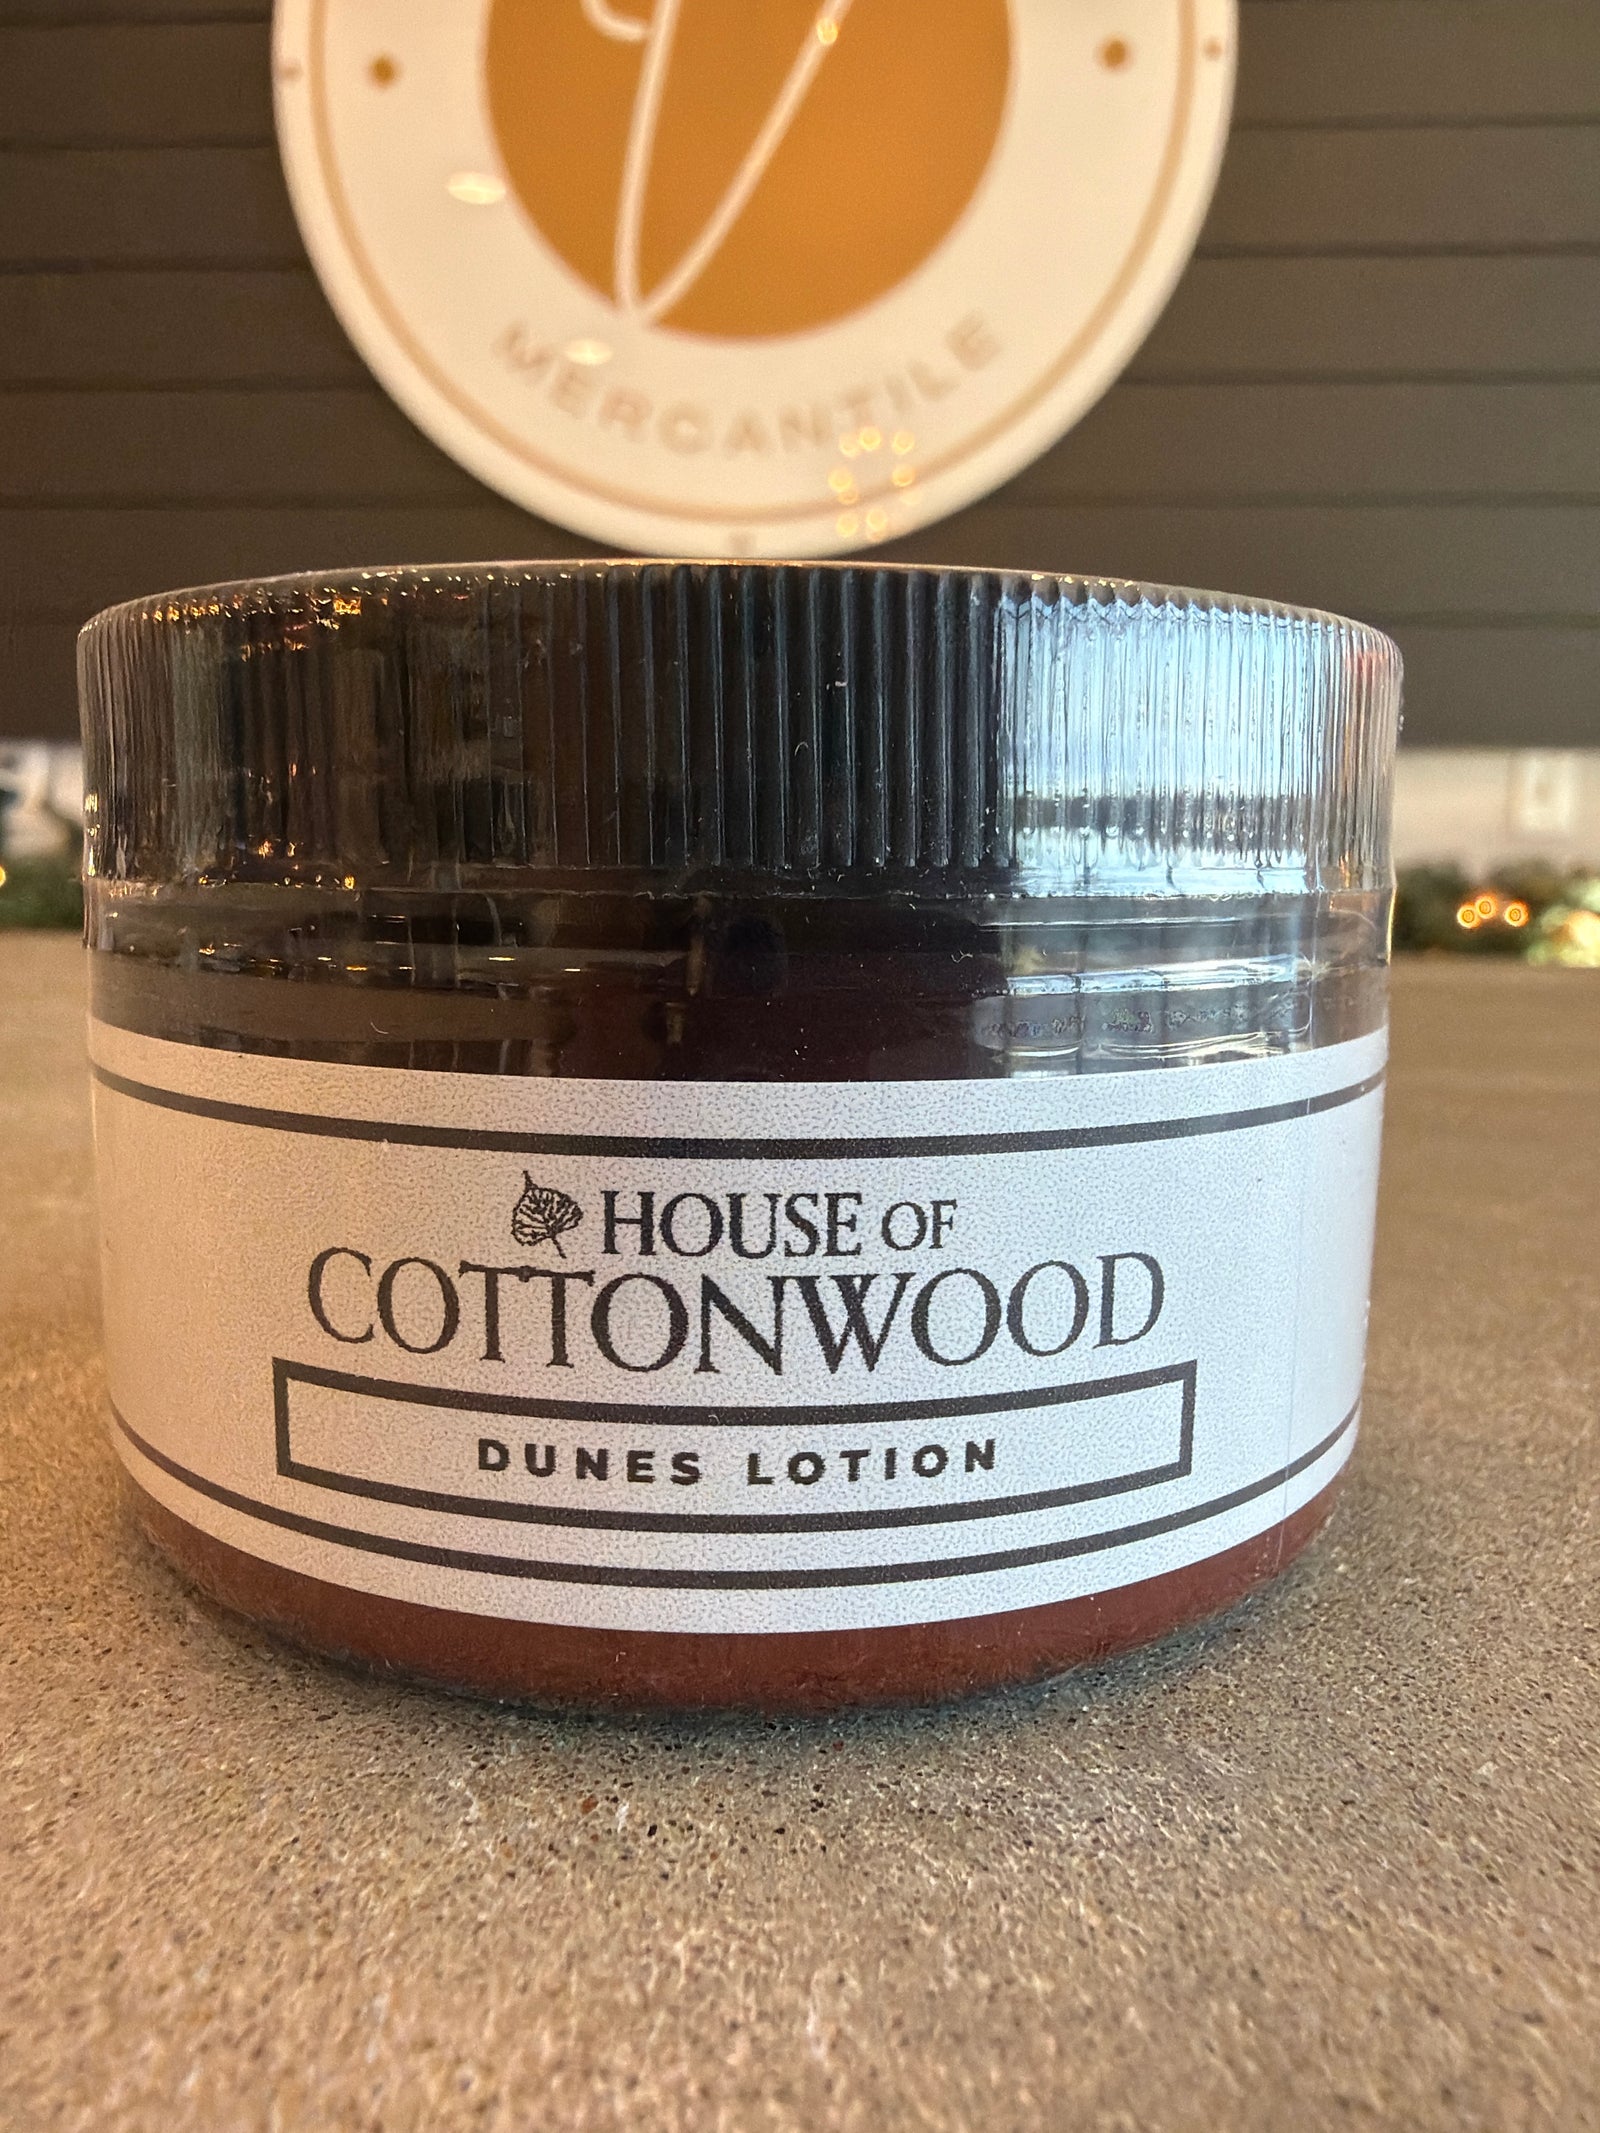 MERCANTILE
HOUSE OF
COTTONWOOD
DUNES LOTION